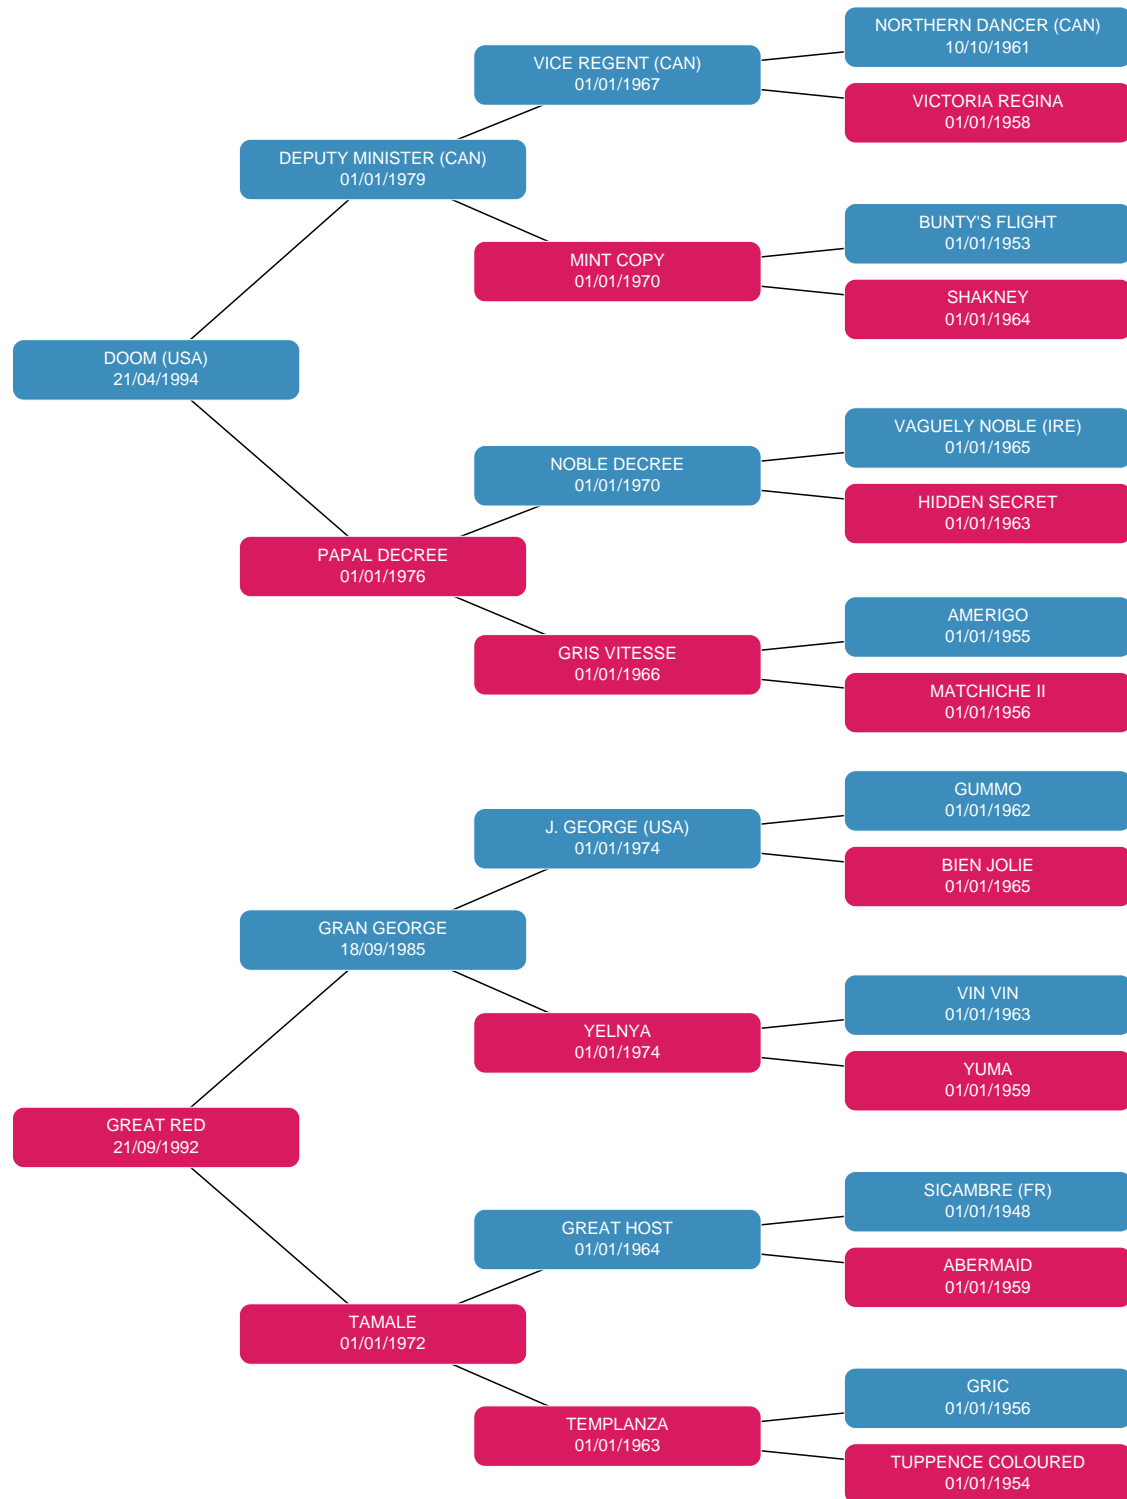 NORTHERN DANCER (CAN)
10/10/1961
VICE REGENT (CAN)
01/01/1967
VICTORIA REGINA
01/01/1958
DEPUTY MINISTER (CAN)
01/01/1979
BUNTY'S FLIGHT
01/01/1953
MINT COPY
01/01/1970
SHAKNEY
01/01/1964
DOOM (USA)
21/04/1994
VAGUELY NOBLE (IRE)
01/01/1965
NOBLE DECREE
01/01/1970
HIDDEN SECRET
01/01/1963
PAPAL DECREE
01/01/1976
AMERIGO
01/01/1955
GRIS VITESSE
01/01/1966
MATCHICHE II
01/01/1956
GUMMO
01/01/1962
J. GEORGE (USA)
01/01/1974
BIEN JOLIE
01/01/1965
GRAN GEORGE
18/09/1985
VIN VIN
01/01/1963
YELNYA
01/01/1974
YUMA
01/01/1959
GREAT RED
21/09/1992
SICAMBRE (FR)
01/01/1948
GREAT HOST
01/01/1964
ABERMAID
01/01/1959
TAMALE
01/01/1972
GRIC
01/01/1956
TEMPLANZA
01/01/1963
TUPPENCE COLOURED
01/01/1954